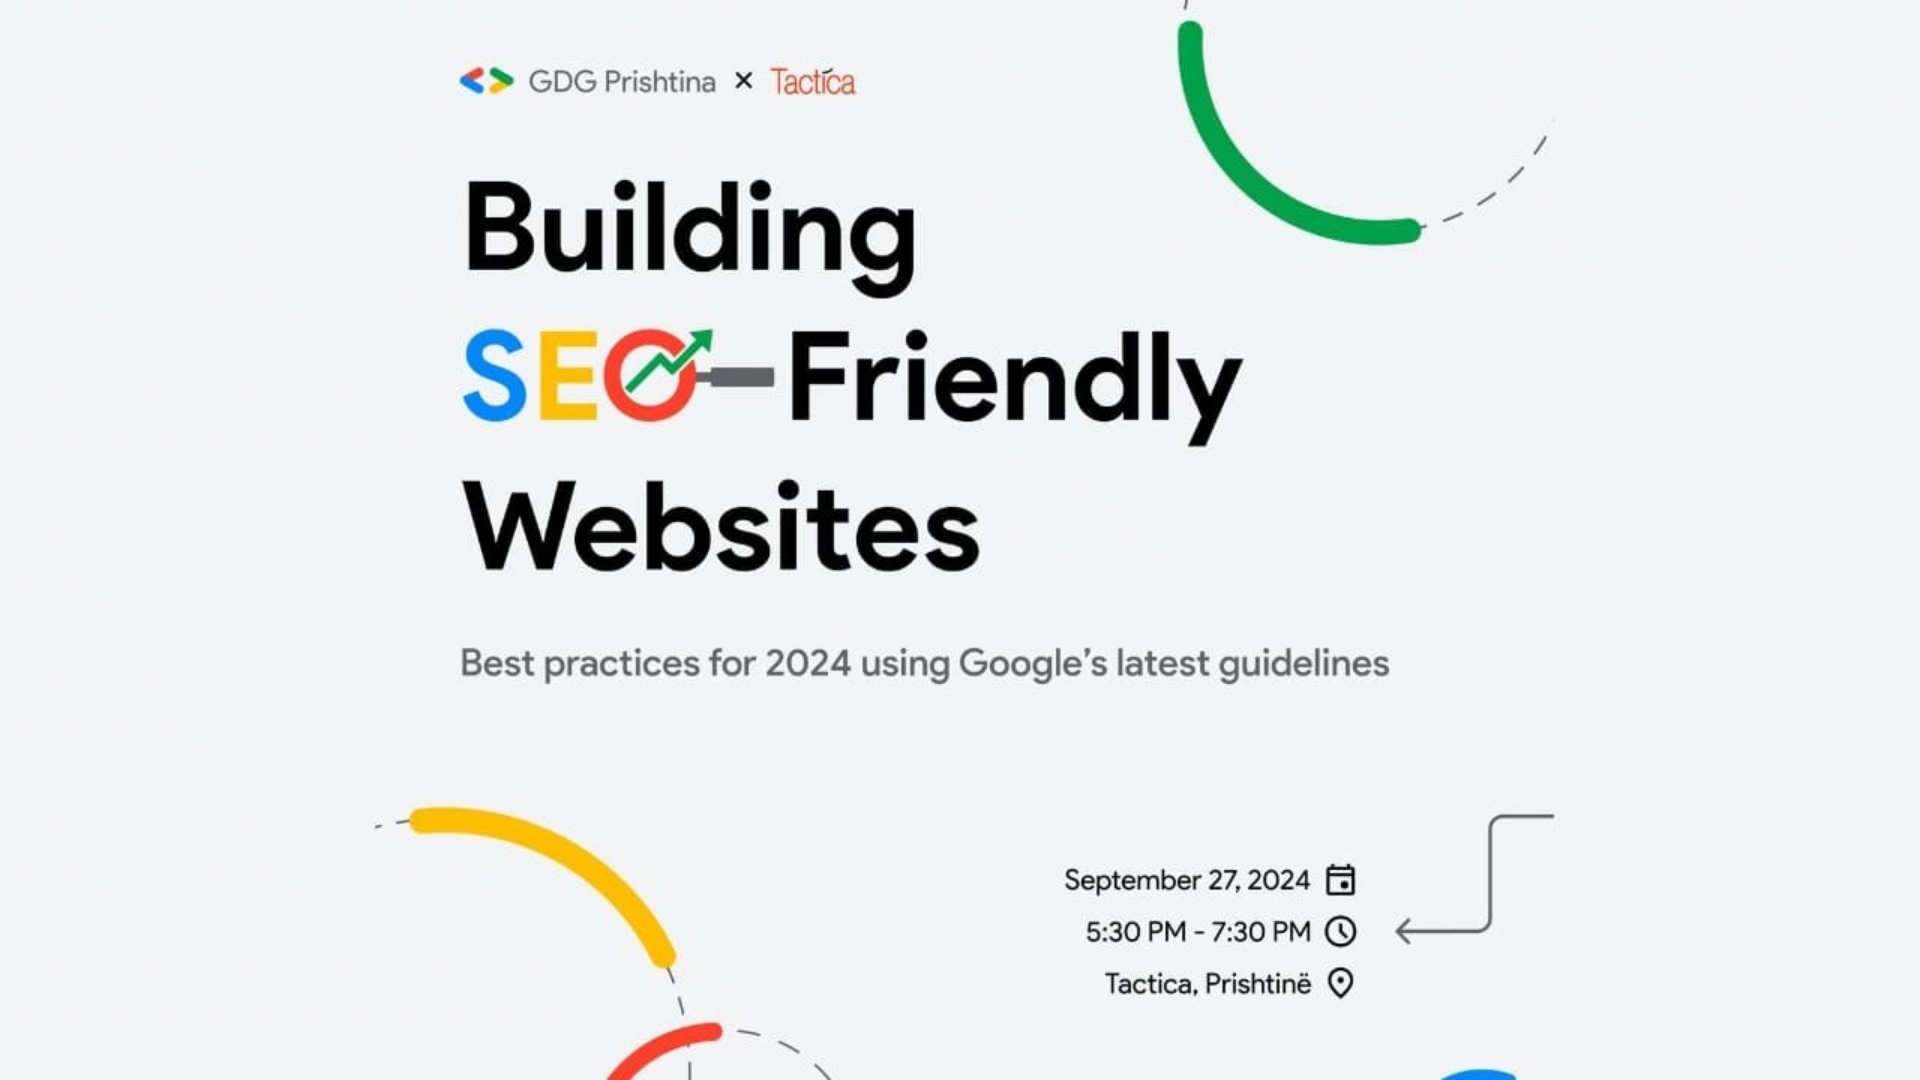 GDG Prishtina × Tactica
Building
SEO-Friendly
Websites
Best practices for 2024 using Google’s latest guidelines
September 27, 2024
5:30 PM - 7:30 PM
Tactica, Prishtinë